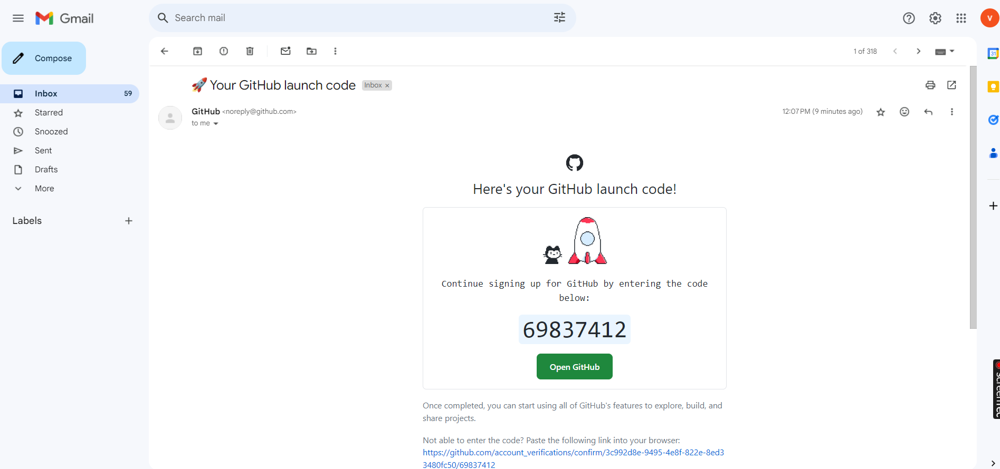 Gmail
Search mail
V
Compose
1 of 318
31
Inbox 59
🚀 Your GitHub launch code Inbox ×
Starred
GitHub <noreply@github.com> 12:07 PM (9 minutes ago)
to me
Snoozed
Sent
Drafts
More
Labels
Here's your GitHub launch code!
Continue signing up for GitHub by entering the code
below:
69837412
Open GitHub
Once completed, you can start using all of GitHub's features to explore, build, and
share projects.
Not able to enter the code? Paste the following link into your browser:
https://github.com/account_verifications/confirm/3c992d8e-9495-4e8f-822e-8ed3
3480fc50/69837412